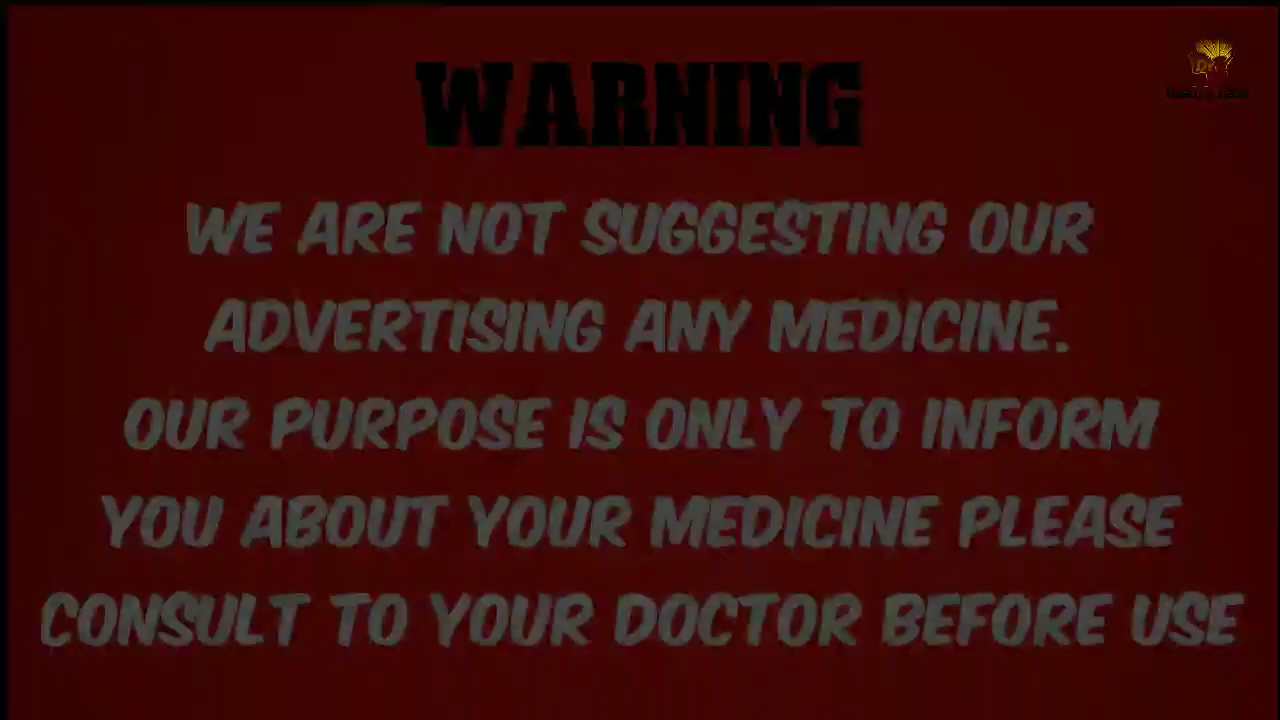 WARNING
WE ARE NOT SUGGESTING OUR
ADVERTISING ANY MEDICINE.
OUR PURPOSE IS ONLY TO INFORM
YOU ABOUT YOUR MEDICINE PLEASE
CONSULT TO YOUR DOCTOR BEFORE USE